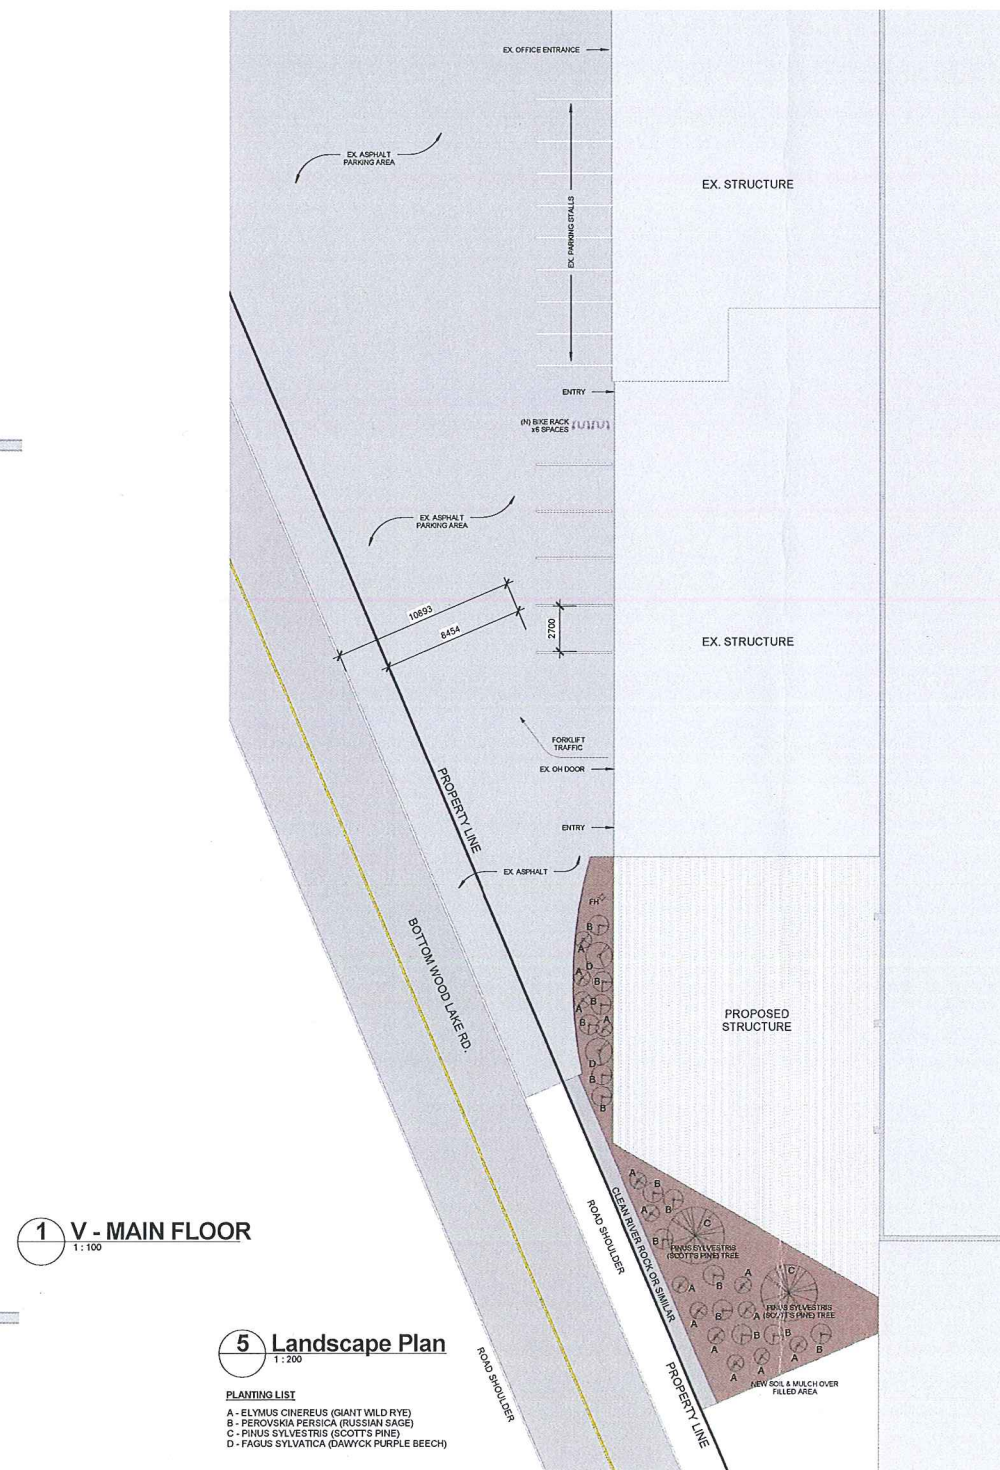 EX. OFFICE ENTRANCE
EX. ASPHALT
PARKING AREA
EX. STRUCTURE
EX. PARKING STALLS
ENTRY
(N) BIKE RACK
x6 SPACES
EX. ASPHALT
PARKING AREA
10893
8454
2700
EX. STRUCTURE
FORKLIFT
TRAFFIC
EX. OH DOOR
PROPERTY LINE
ENTRY
EX. ASPHALT
FH
B
A
D
A
B
B
A
A
B
D
B
B
BOTTOM WOOD LAKE RD.
PROPOSED
STRUCTURE
A
B
A
B
C
B
PINUS SYLVESTRIS
(SCOTT'S PINE) TREE
CLEAN RIVER ROCK OR SIMILAR
ROAD SHOULDER
A
B
A
C
PINUS SYLVESTRIS
(SCOTT'S PINE) TREE
A
B
A
A
B
B
A
B
A
A
NEW SOIL & MULCH OVER
FILLED AREA
PROPERTY LINE
ROAD SHOULDER
1 V - MAIN FLOOR
1 : 100
5 Landscape Plan
1 : 200
PLANTING LIST
A - ELYMUS CINEREUS (GIANT WILD RYE)
B - PEROVSKIA PERSICA (RUSSIAN SAGE)
C - PINUS SYLVESTRIS (SCOTT'S PINE)
D - FAGUS SYLVATICA (DAWYCK PURPLE BEECH)